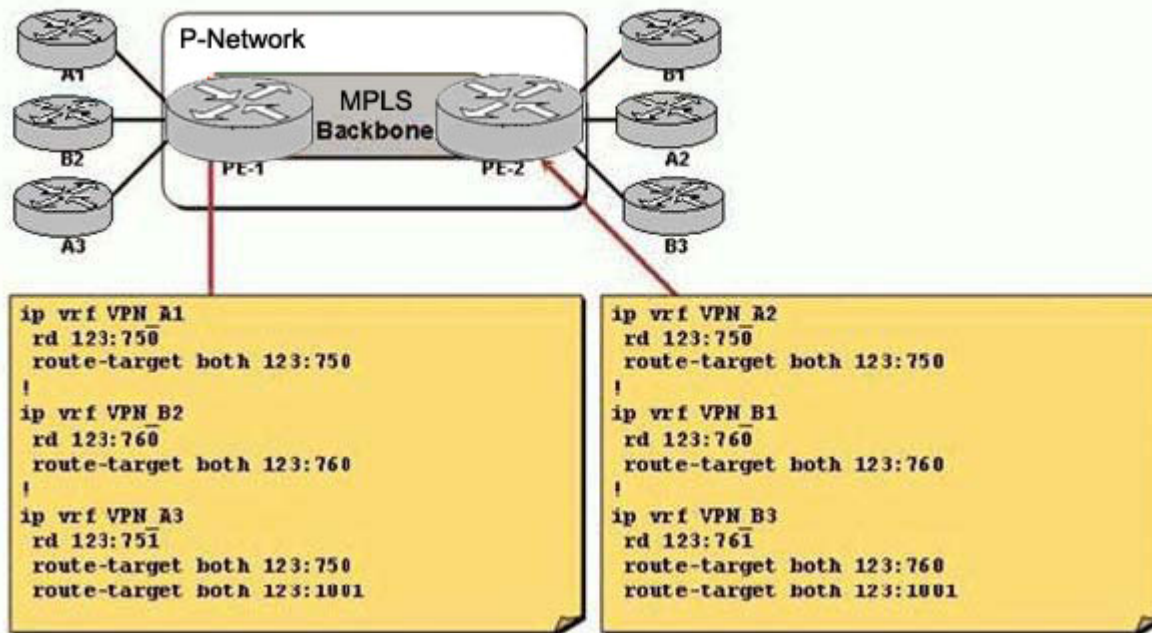 P-Network
A1
B2
A3
MPLS
Backbone
PE-1
PE-2
B1
A2
B3
ip vrf VPN_A1
rd 123:750
route-target both 123:750
!
ip vrf VPN_B2
rd 123:760
route-target both 123:760
!
ip vrf VPN_A3
rd 123:751
route-target both 123:750
route-target both 123:1001
ip vrf VPN_A2
rd 123:750
route-target both 123:750
!
ip vrf VPN_B1
rd 123:760
route-target both 123:760
!
ip vrf VPN_B3
rd 123:761
route-target both 123:760
route-target both 123:1001